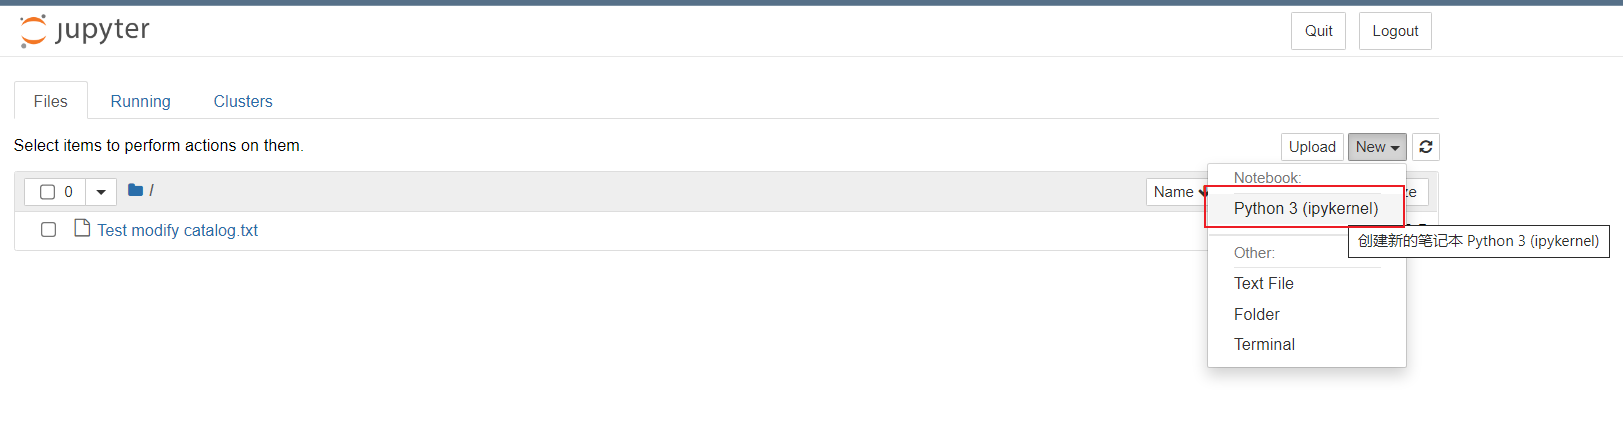 jupyter
Quit
Logout
Files
Running
Clusters
Select items to perform actions on them.
Upload
New
0
/
Name
Notebook:
Python 3 (ipykernel)
创建新的笔记本 Python 3 (ipykernel)
Test modify catalog.txt
Other:
Text File
Folder
Terminal